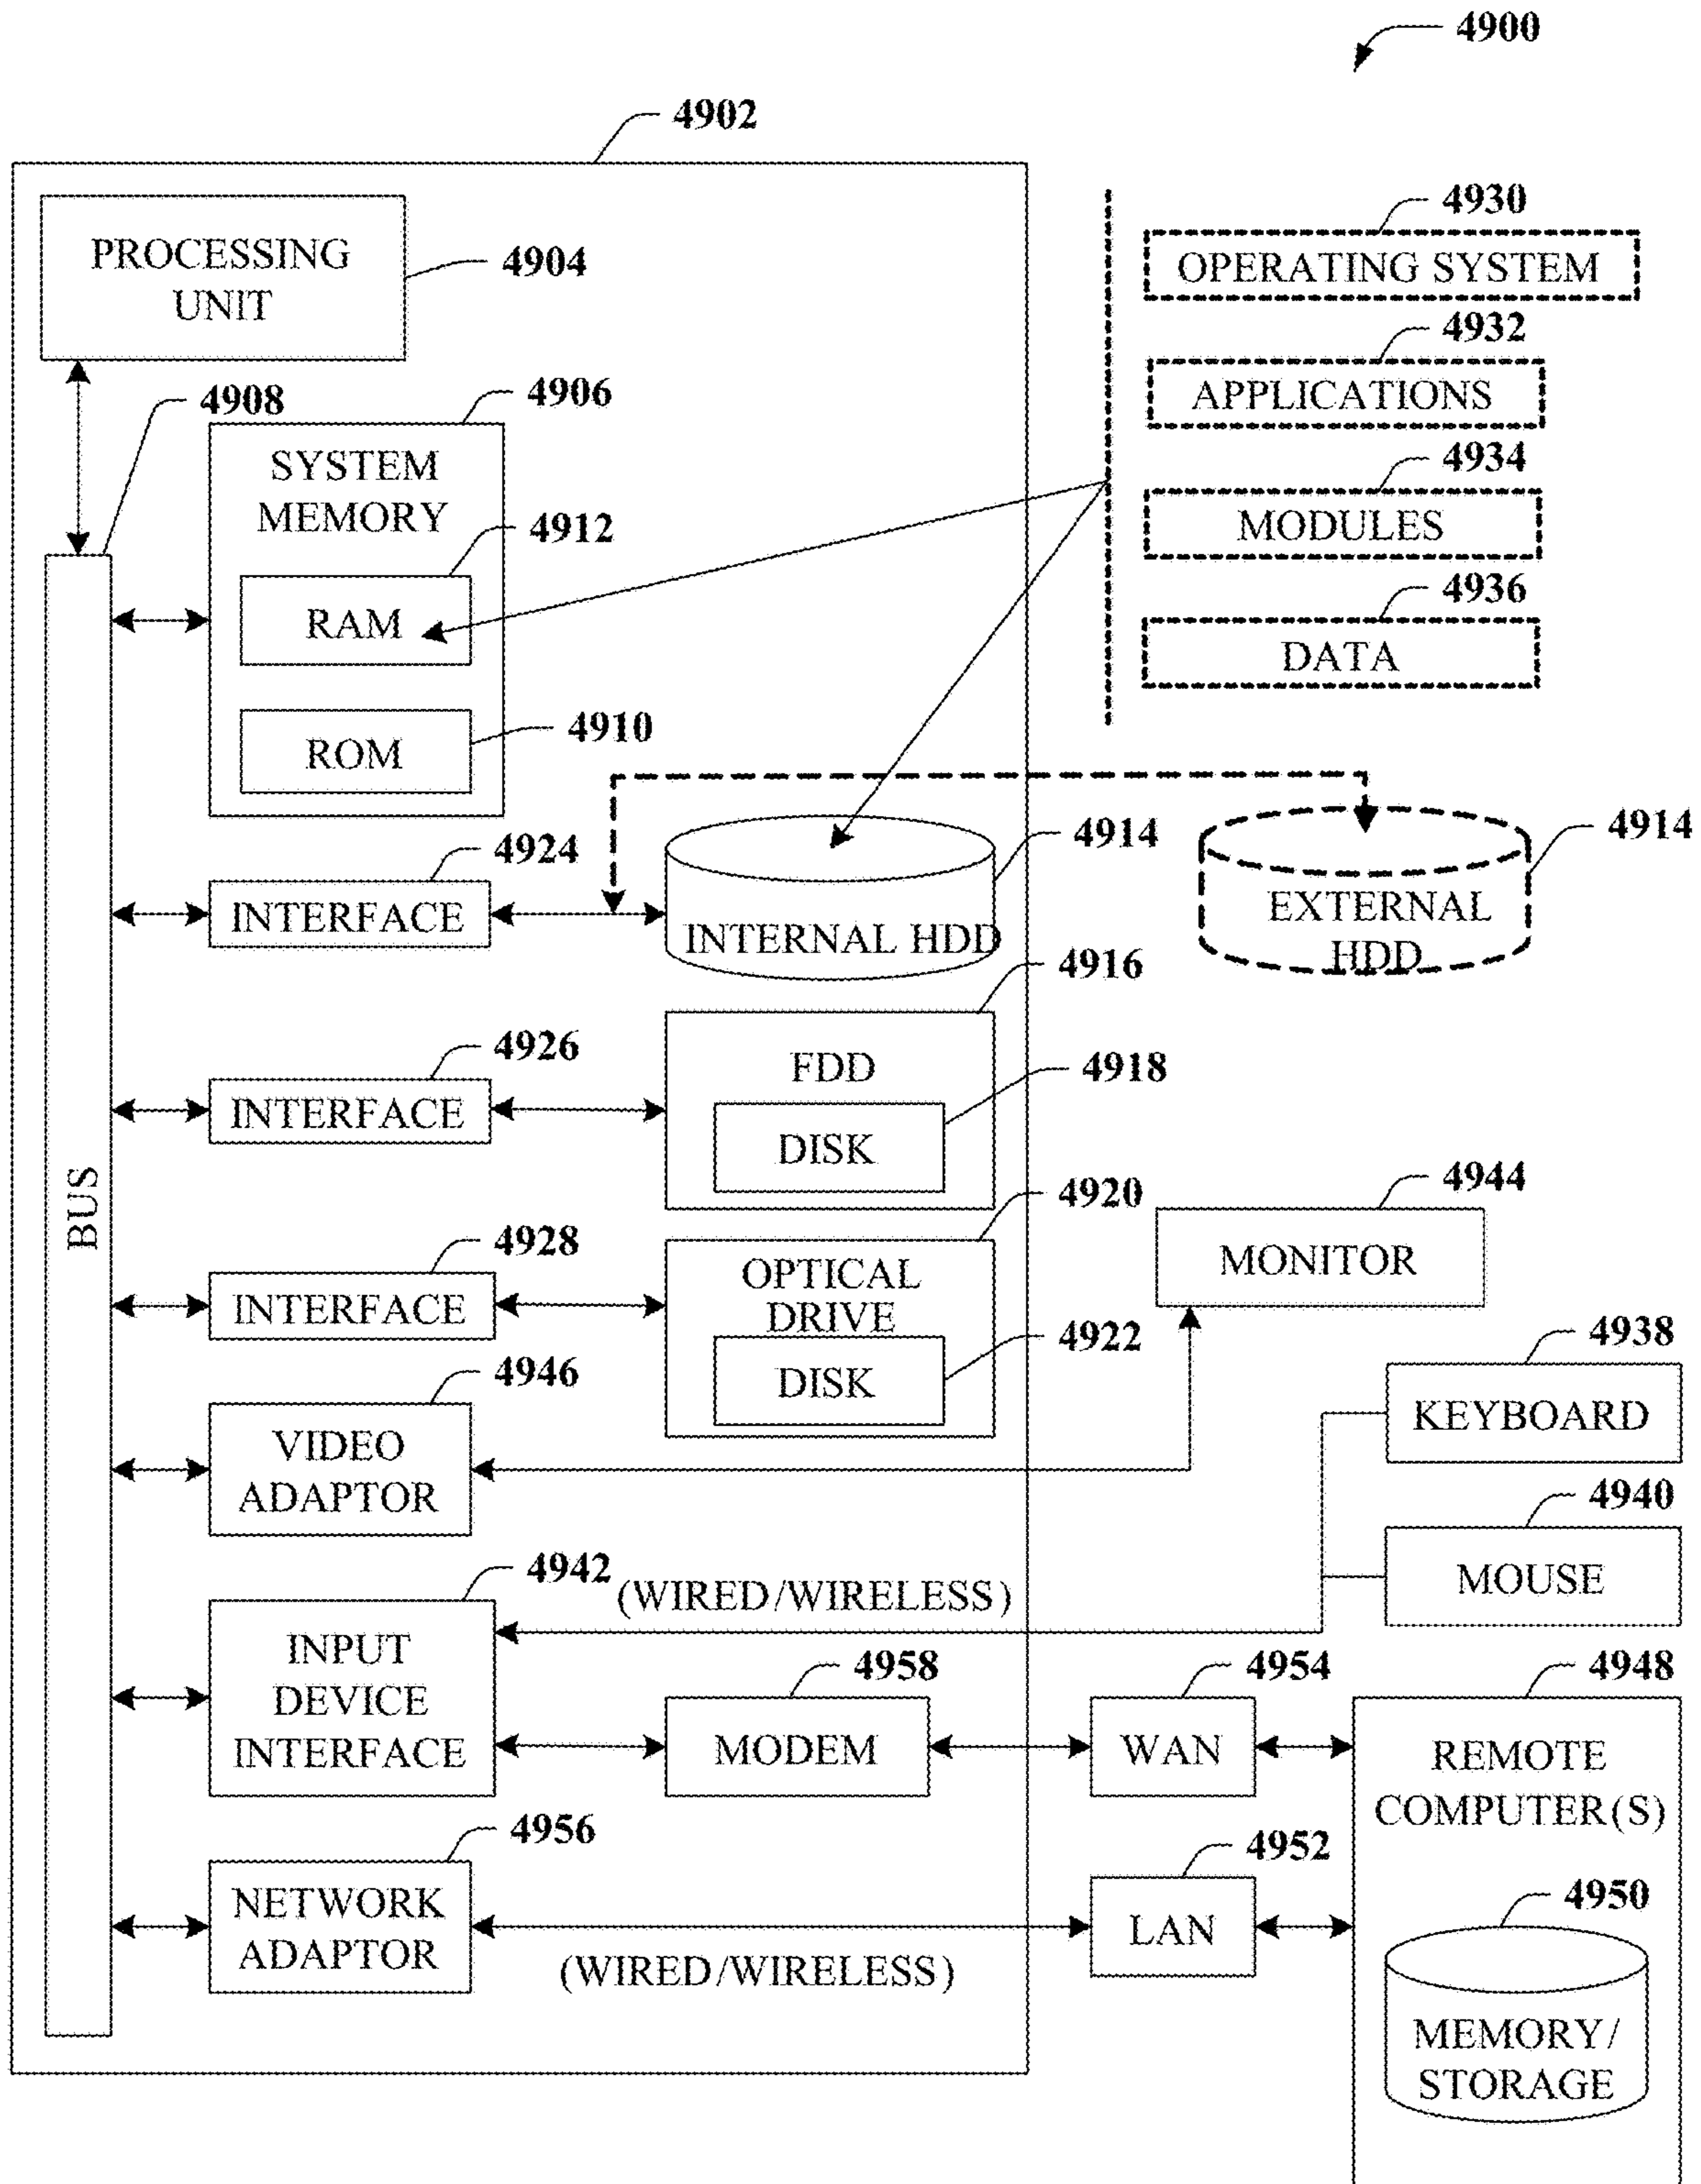 4900
4902
PROCESSING
UNIT
4904
4930
OPERATING SYSTEM
4932
APPLICATIONS
4934
MODULES
4936
DATA
4908
4906
SYSTEM
MEMORY
4912
RAM
4910
ROM
4924
INTERFACE
4914
INTERNAL HDD
4914
EXTERNAL
HDD
4926
INTERFACE
4916
FDD
4918
DISK
BUS
4928
INTERFACE
4920
OPTICAL
DRIVE
4922
DISK
4944
MONITOR
4938
KEYBOARD
4946
VIDEO
ADAPTOR
4940
MOUSE
4942
(WIRED/WIRELESS)
INPUT
DEVICE
INTERFACE
4958
MODEM
4954
WAN
4948
REMOTE
COMPUTER(S)
4956
NETWORK
ADAPTOR
(WIRED/WIRELESS)
4952
LAN
4950
MEMORY/
STORAGE